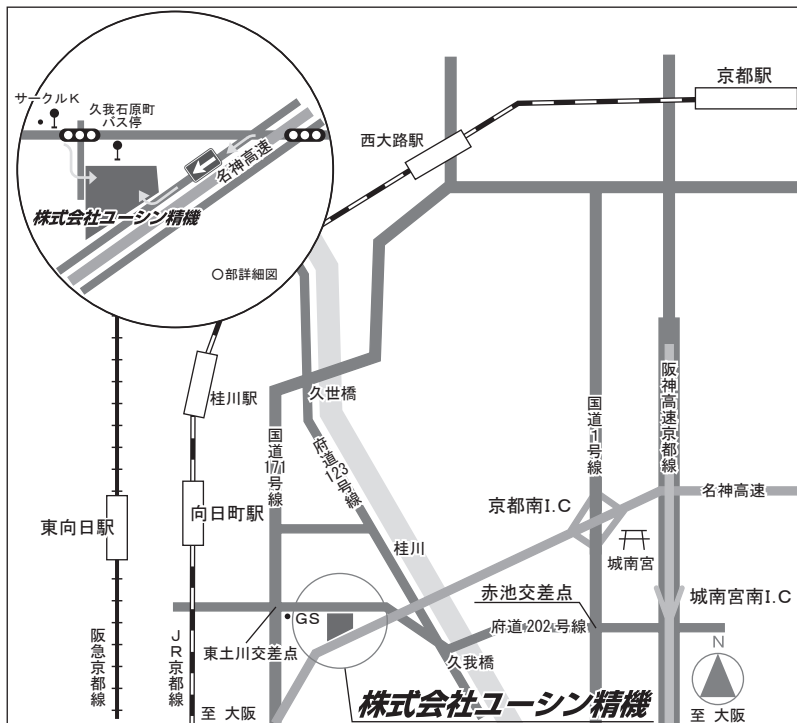 京都駅
サークルK
久我石原町
バス停
西大路駅
名神高速
株式会社ユーシン精機
○部詳細図
桂川駅
久世橋
国道171号線
府道123号線
国道1号線
阪神高速京都線
名神高速
京都南I.C
城南宮
東向日駅
向日町駅
桂川
赤池交差点
城南宮南I.C
GS
府道202号線
東土川交差点
久我橋
阪急京都線
JR京都線
N
至 大阪
株式会社ユーシン精機
至 大阪